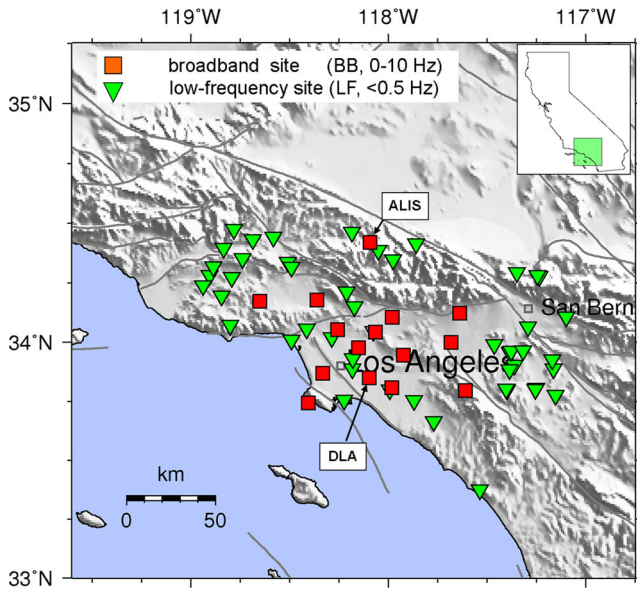 119°W 118°W 117°W
broadband site (BB, 0-10 Hz)
low-frequency site (LF, <0.5 Hz)
35°N
ALIS
San Bern
34°N
os Angeles
DLA
km
0 50
33°N